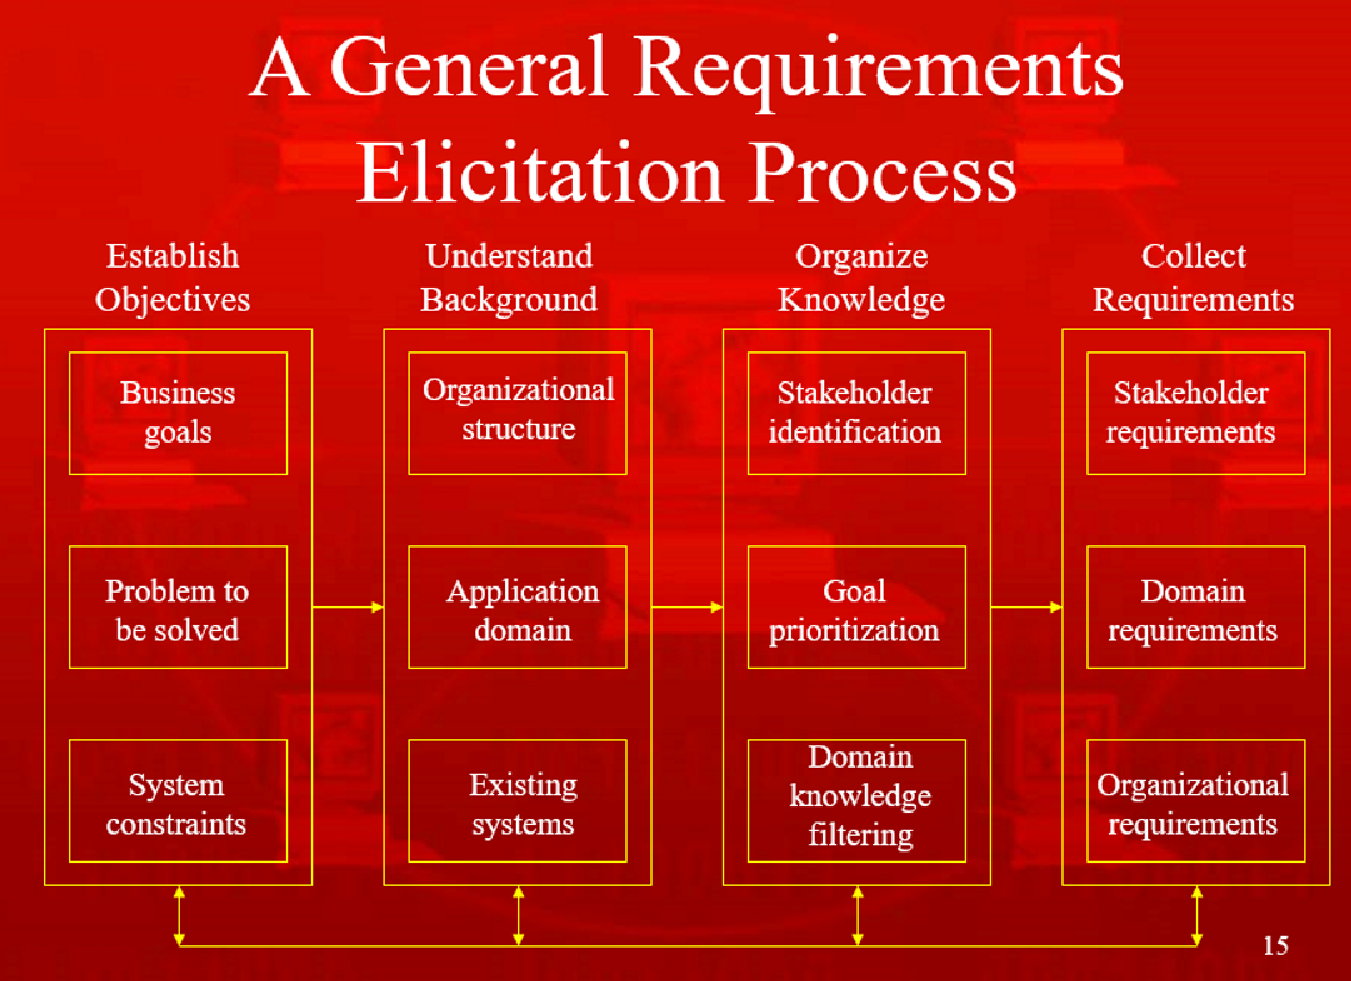 A General Requirements
Elicitation Process
Establish
Objectives
Business
goals
Problem to
be solved
System
constraints
Understand
Background
Organizational
structure
Application
domain
Existing
systems
Organize
Knowledge
Stakeholder
identification
Goal
prioritization
Domain
knowledge
filtering
Collect
Requirements
Stakeholder
requirements
Domain
requirements
Organizational
requirements
15